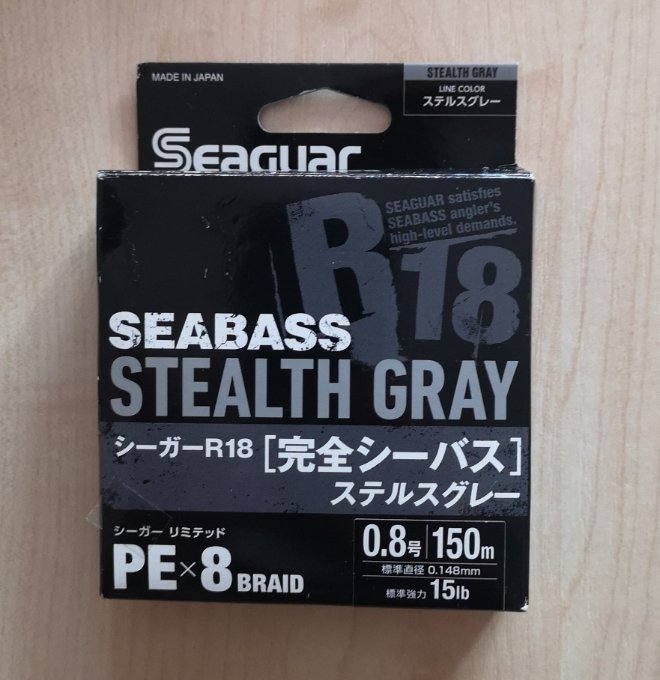 MADE IN JAPAN
STEALTH GRAY
LINE COLOR
ステルスグレー
SEAGUAR
R18
SEAGUAR satisfies
SEABASS angler's
high-level demands.
SEABASS
STEALTH GRAY
シーガーR18 [完全シーバス]
ステルスグレー
シーガー リミテッド
PE×8 BRAID
0.8号 150m
標準直径 0.148mm
標準強力 15lb